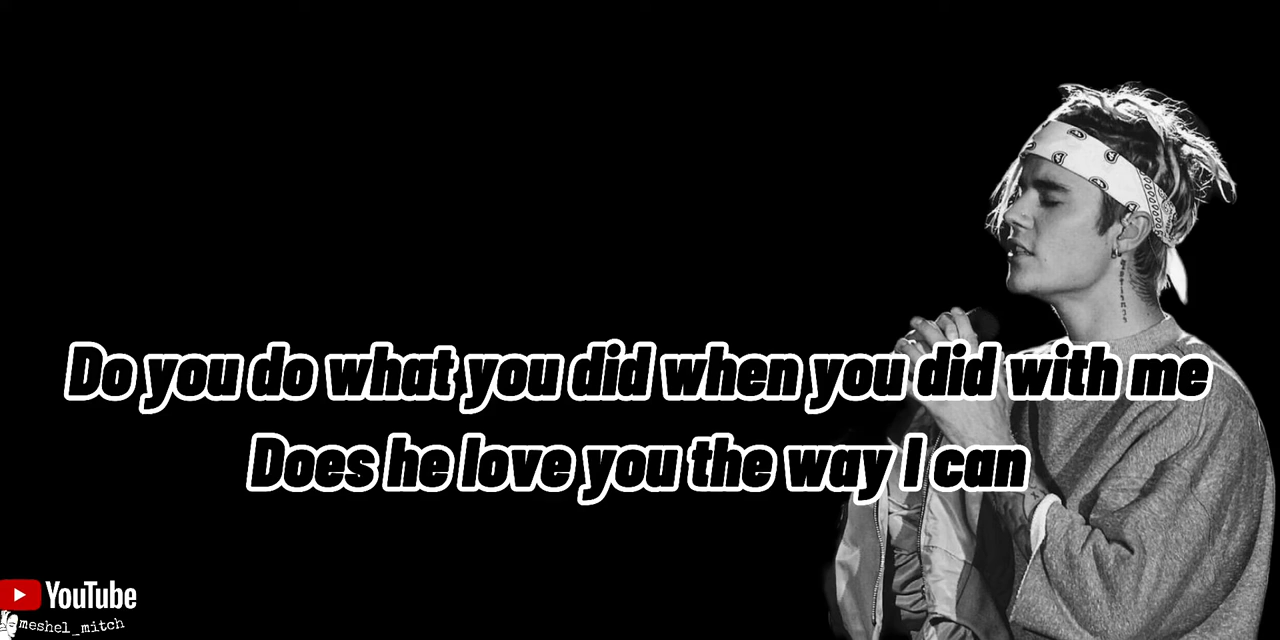 Do you do what you did when you did with me
Does he love you the way I can
YouTube
meshel_mitch